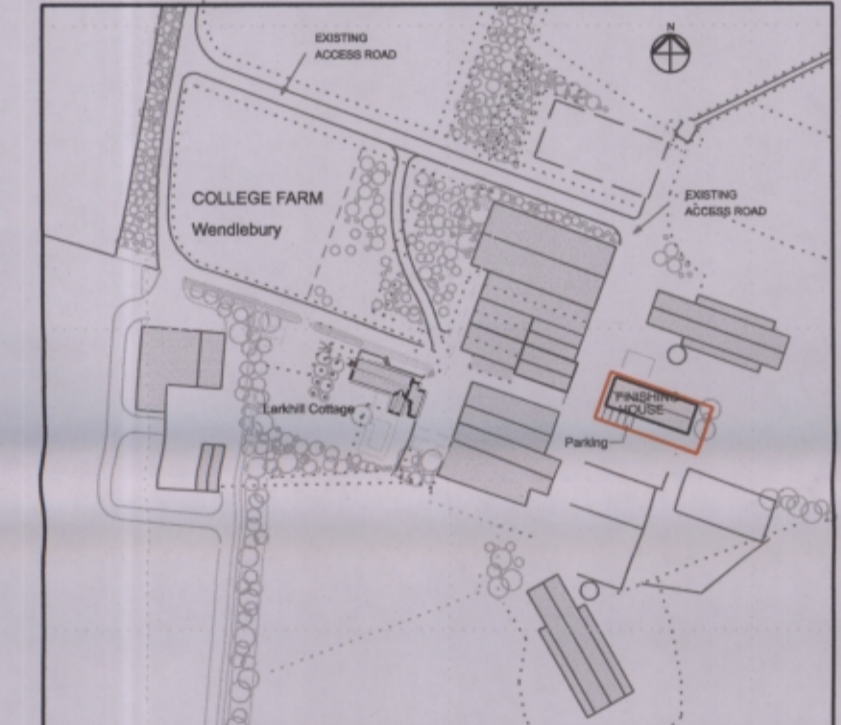 EXISTING
ACCESS ROAD
N
COLLEGE FARM
Wendlebury
EXISTING
ACCESS ROAD
FINISHING
HOUSE
Larkhill Cottage
Parking